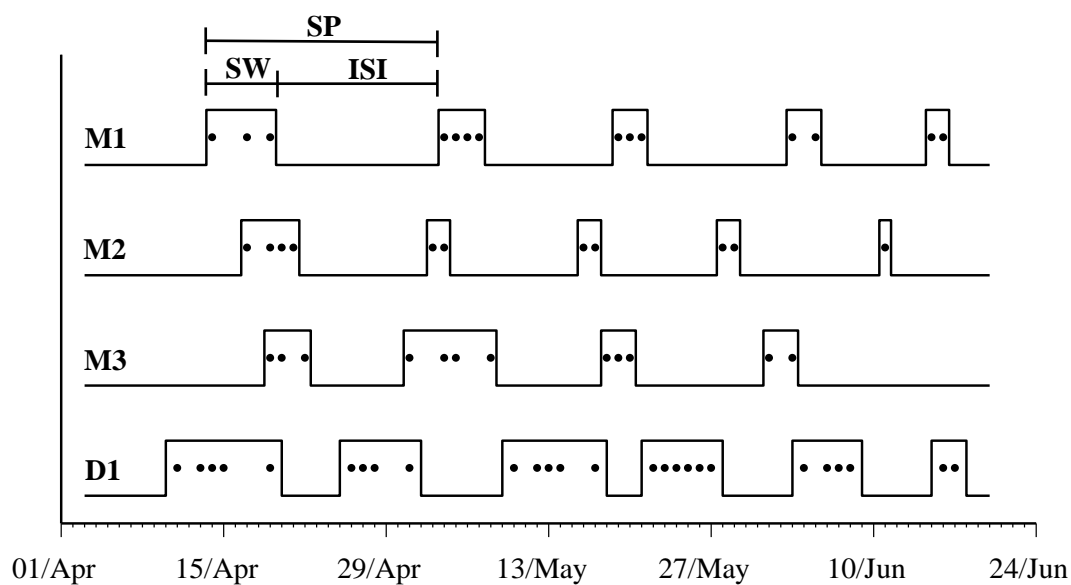 SP
SW ISI
M1
M2
M3
D1
01/Apr 15/Apr 29/Apr 13/May 27/May 10/Jun 24/Jun